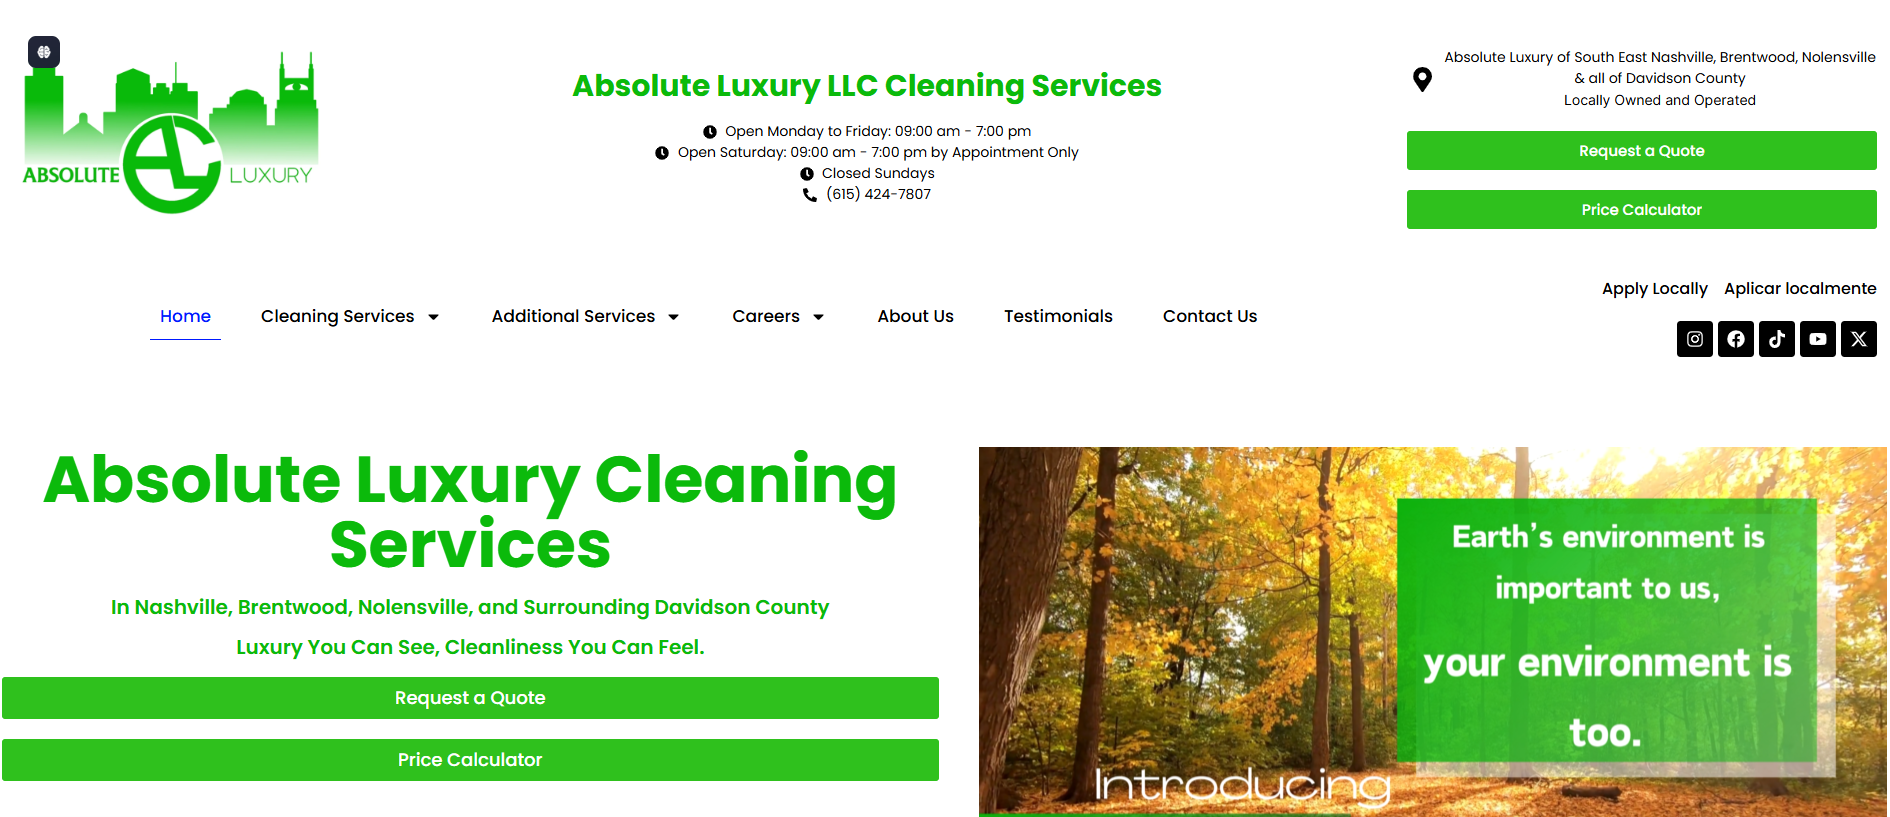 ABSOLUTE
LUXURY
Absolute Luxury LLC Cleaning Services
Open Monday to Friday: 09:00 am - 7:00 pm
Open Saturday: 09:00 am - 7:00 pm by Appointment Only
Closed Sundays
(615) 424-7807
Absolute Luxury of South East Nashville, Brentwood, Nolensville
& all of Davidson County
Locally Owned and Operated
Request a Quote
Price Calculator
Apply Locally Aplicar localmente
Home Cleaning Services Additional Services Careers About Us Testimonials Contact Us
Absolute Luxury Cleaning
Services
In Nashville, Brentwood, Nolensville, and Surrounding Davidson County
Luxury You Can See, Cleanliness You Can Feel.
Request a Quote
Price Calculator
Earth's environment is
important to us,
your environment is
too.
Introducing